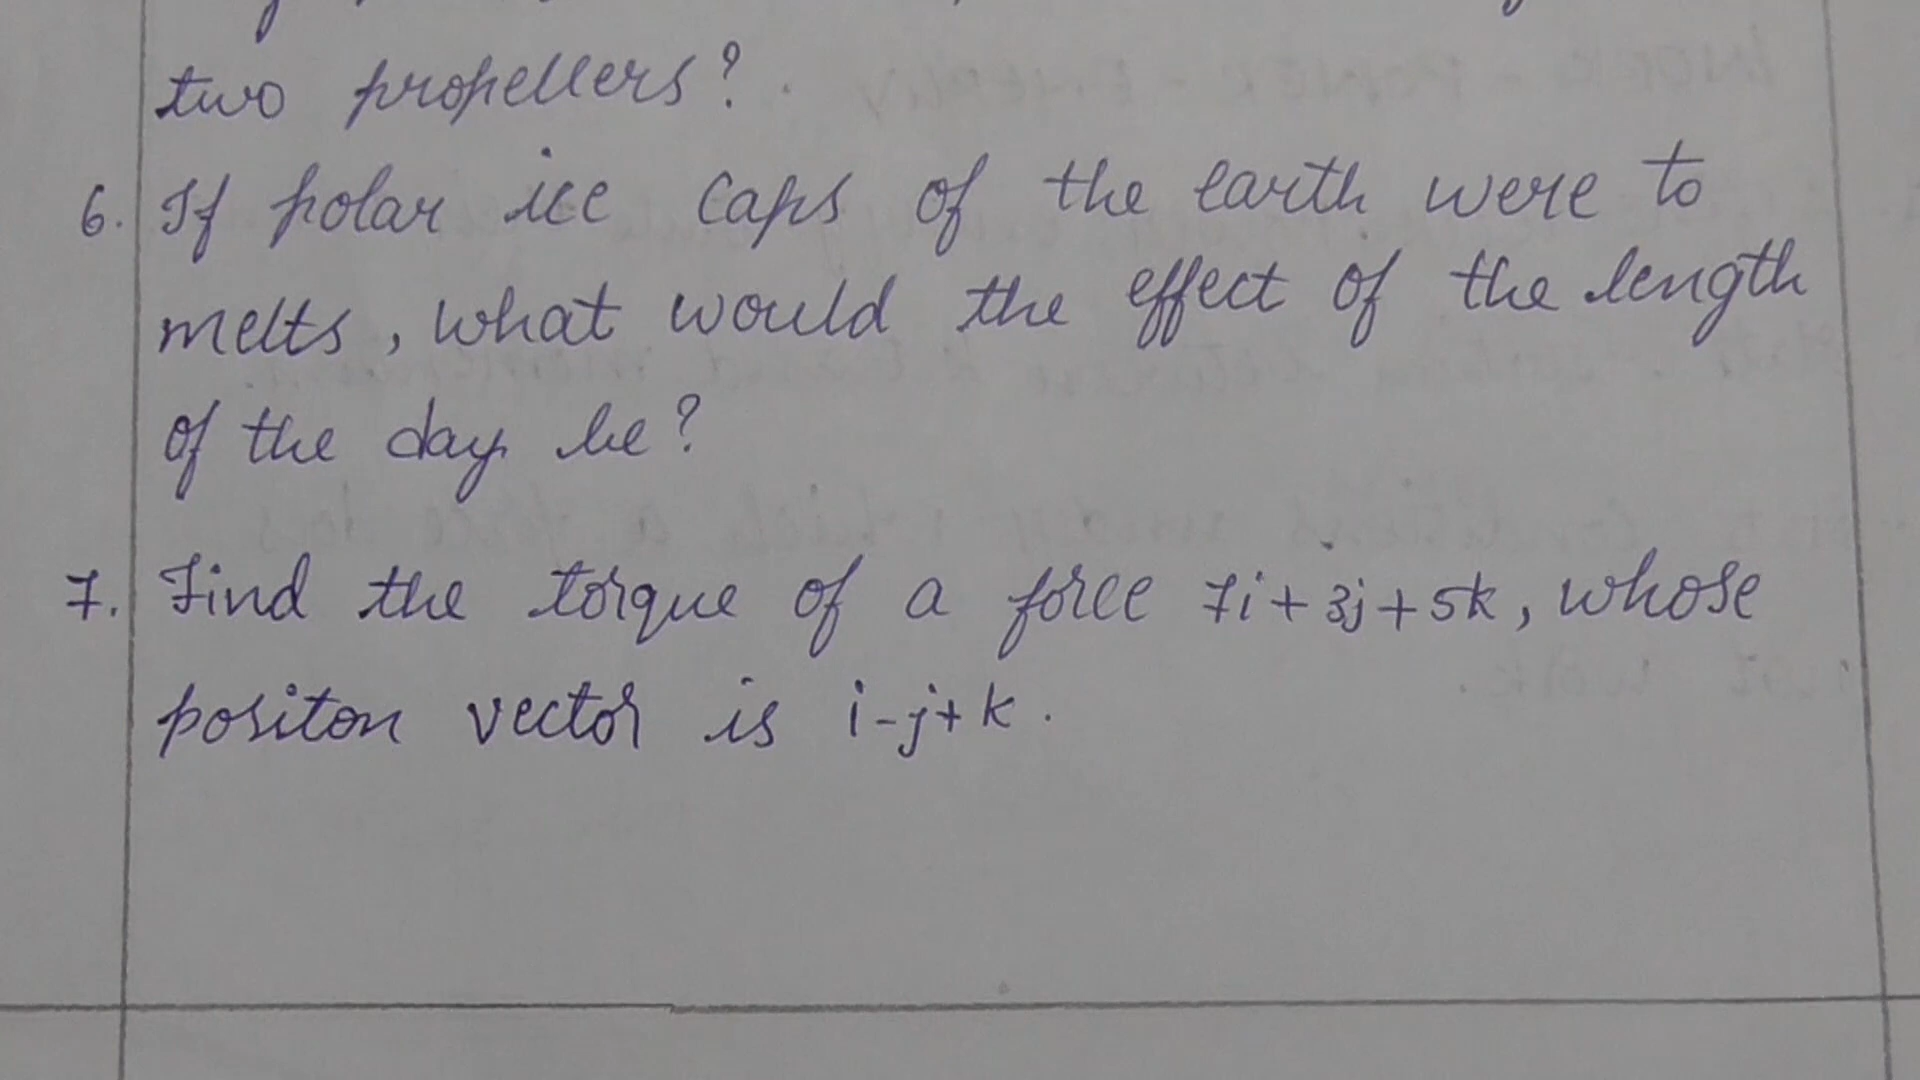 two propellers?
6. If polar ice caps of the earth were to
melts, what would the effect of the length
of the day be?
7. Find the torque of a force 7i+3j+5k, whose
positon vector is i-j+k.